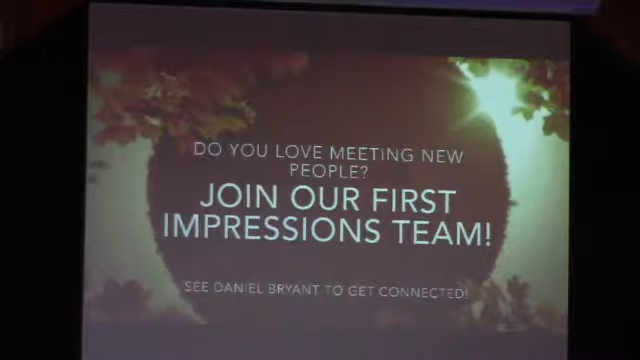 DO YOU LOVE MEETING NEW
PEOPLE?
JOIN OUR FIRST
IMPRESSIONS TEAM!
SEE DANIEL BRYANT TO GET CONNECTED!